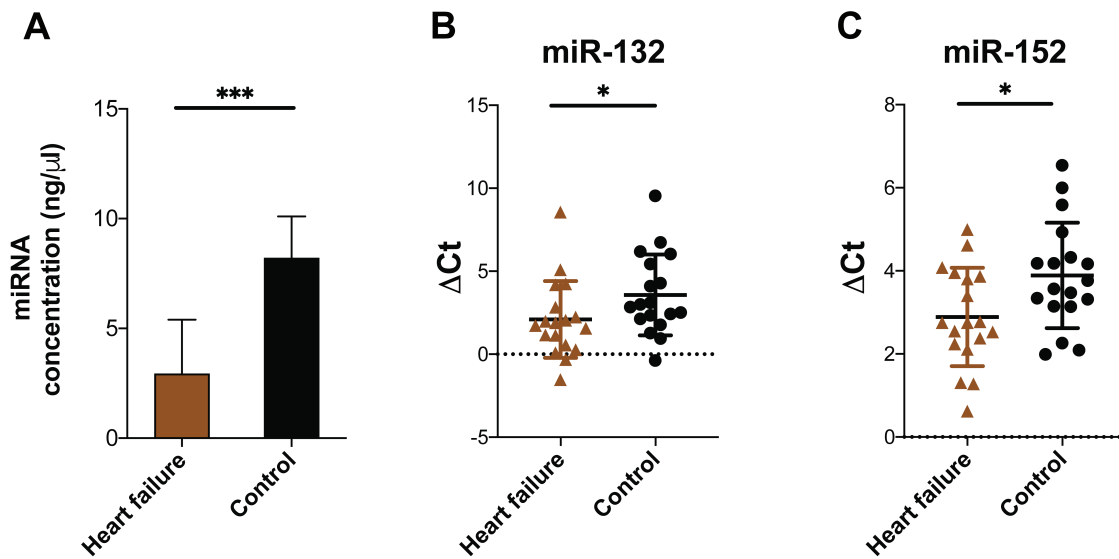 A
miRNA
concentration (ng/μl)
15
10
5
0
***
Heart failure
Control
B
miR-132
ΔCt
15
10
5
0
-5
*
Heart failure
Control
C
miR-152
ΔCt
8
6
4
2
0
*
Heart failure
Control